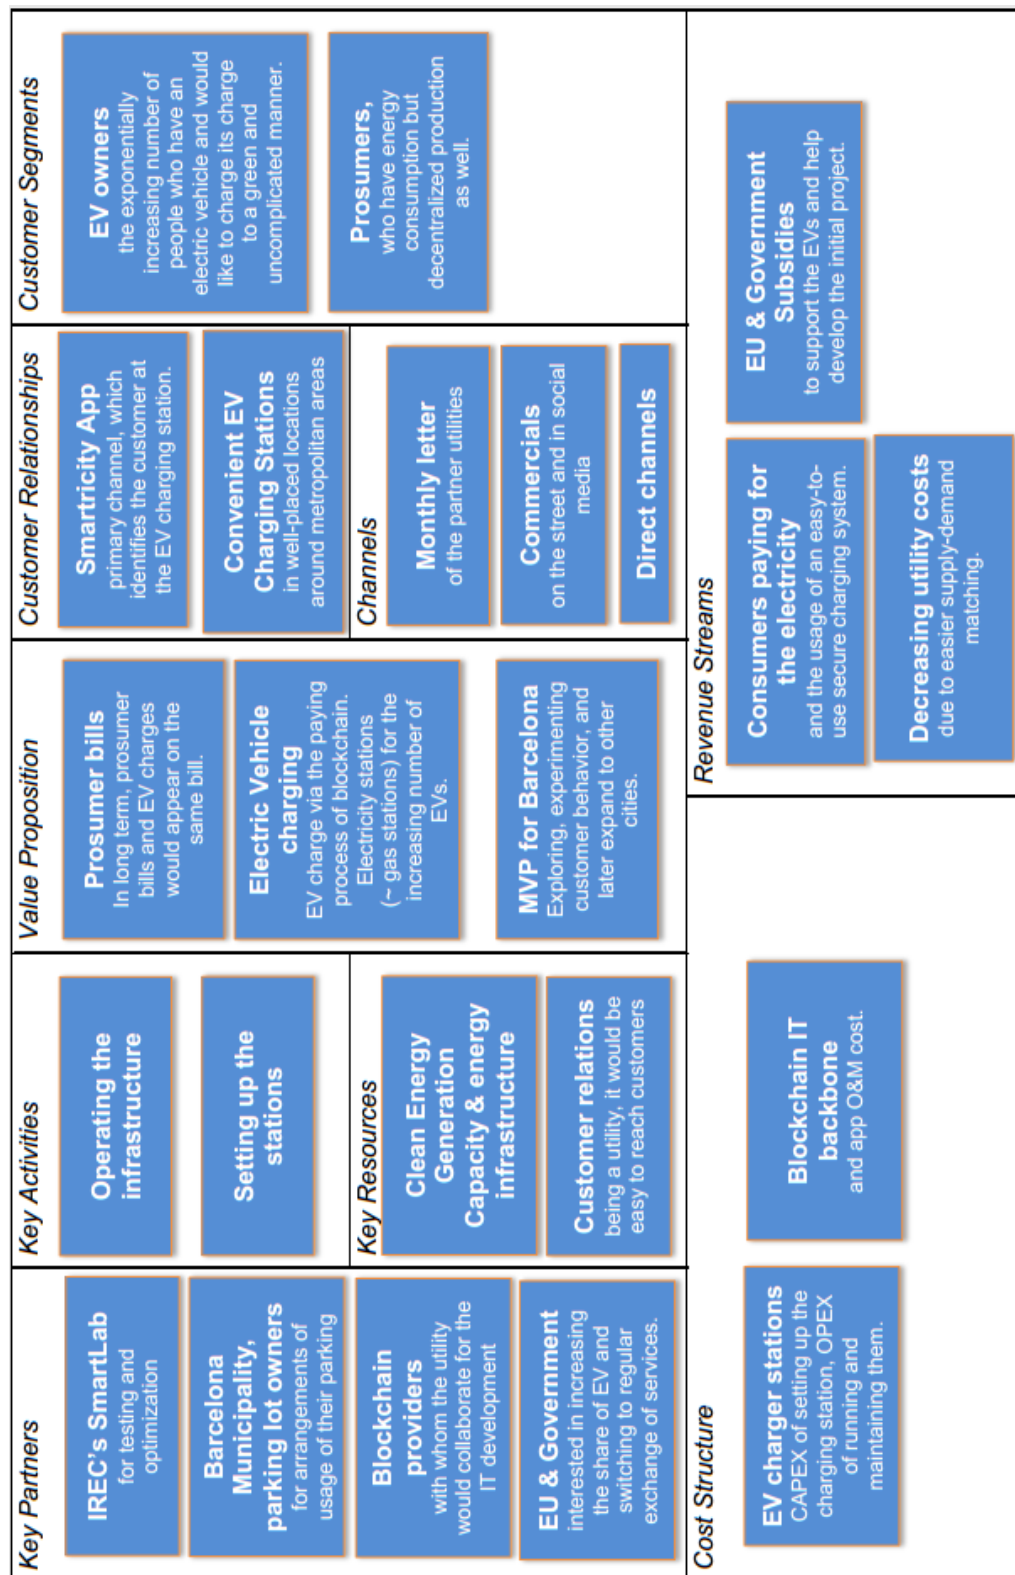 Key Partners
IREC's SmartLab
for testing and
optimization
Barcelona
Municipality,
parking lot owners
for arrangements of
usage of their parking
Blockchain
providers
with whom the utility
would collaborate for the
IT development
EU & Government
interested in increasing
the share of EV and
switching to regular
exchange of services.
Key Activities
Operating the
infrastructure
Setting up the
stations
Key Resources
Clean Energy
Generation
Capacity & energy
infrastructure
Customer relations
being a utility, it would be
easy to reach customers
Value Proposition
Prosumer bills
In long term, prosumer
bills and EV charges
would appear on the
same bill.
Electric Vehicle
charging
EV charge via the paying
process of blockchain.
Electricity stations
(~ gas stations) for the
increasing number of
EVs.
MVP for Barcelona
Exploring, experimenting
customer behavior, and
later expand to other
cities.
Customer Relationships
Smartricity App
primary channel, which
identifies the customer at
the EV charging station.
Convenient EV
Charging Stations
in well-placed locations
around metropolitan areas
Channels
Monthly letter
of the partner utilities
Commercials
on the street and in social
media
Direct channels
Customer Segments
EV owners
the exponentially
increasing number of
people who have an
electric vehicle and would
like to charge its charge
to a green and
uncomplicated manner.
Prosumers,
who have energy
consumption but
decentralized production
as well.
Cost Structure
EV charger stations
CAPEX of setting up the
charging station, OPEX
of running and
maintaining them.
Blockchain IT
backbone
and app O&M cost.
Revenue Streams
Consumers paying for
the electricity
and the usage of an easy-to-
use secure charging system.
Decreasing utility costs
due to easier supply-demand
matching.
EU & Government
Subsidies
to support the EVs and help
develop the initial project.